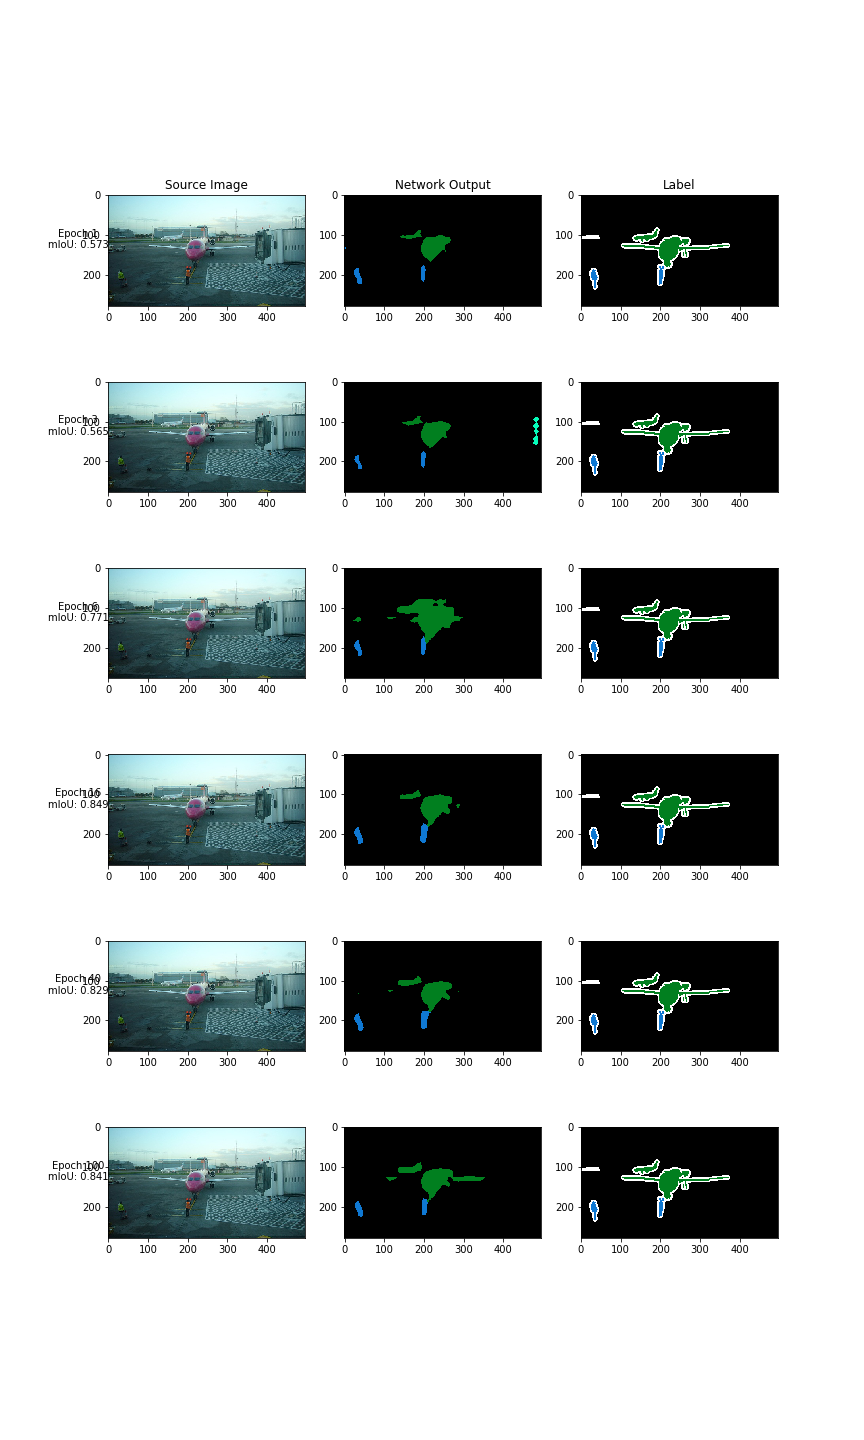 Source Image Network Output Label
0 0 0
Epoch 1
100 100 100
mIoU: 0.573
200 200 200
0 100 200 300 400 0 100 200 300 400 0 100 200 300 400
0 0 0
Epoch 3
100 100 100
mIoU: 0.565
200 200 200
0 100 200 300 400 0 100 200 300 400 0 100 200 300 400
0 0 0
Epoch 6
100 100 100
mIoU: 0.771
200 200 200
0 100 200 300 400 0 100 200 300 400 0 100 200 300 400
0 0 0
Epoch 16
100 100 100
mIoU: 0.849
200 200 200
0 100 200 300 400 0 100 200 300 400 0 100 200 300 400
0 0 0
Epoch 40
100 100 100
mIoU: 0.829
200 200 200
0 100 200 300 400 0 100 200 300 400 0 100 200 300 400
0 0 0
Epoch 100
100 100 100
mIoU: 0.841
200 200 200
0 100 200 300 400 0 100 200 300 400 0 100 200 300 400